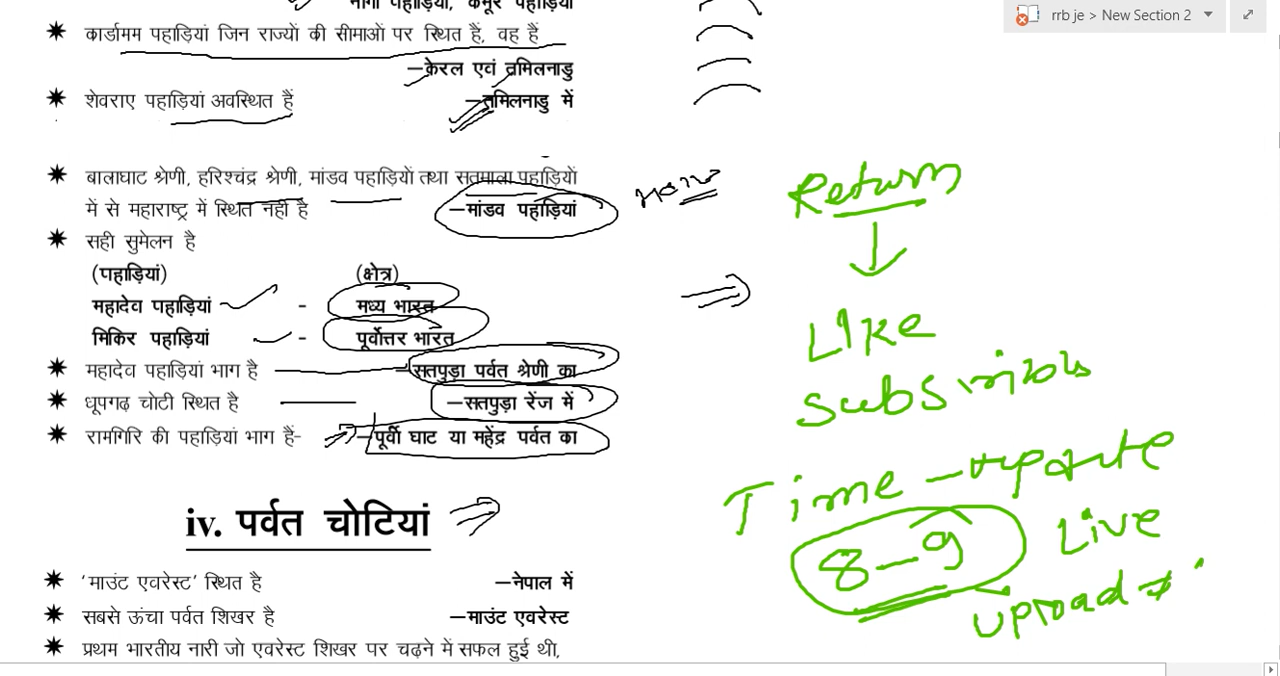 rrb je > New Section 2
नागा पहाड़ियां, कैमूर पहाड़ियां
★ कार्डामम पहाड़ियां जिन राज्यों की सीमाओं पर स्थित हैं, वह हैं
–केरल एवं तमिलनाडु
★ शेवराए पहाड़ियां अवस्थित हैं –तमिलनाडु में
★ बालाघाट श्रेणी, हरिश्चंद्र श्रेणी, मांडव पहाड़ियों तथा सतमाला पहाड़ियों
में से महाराष्ट्र में स्थित नहीं है –मांडव पहाड़ियां
★ सही सुमेलन है
(पहाड़ियां) (क्षेत्र)
महादेव पहाड़ियां - मध्य भारत
मिकिर पहाड़ियां - पूर्वोत्तर भारत
★ महादेव पहाड़ियां भाग है –सतपुड़ा पर्वत श्रेणी का
★ धूपगढ़ चोटी स्थित है –सतपुड़ा रेंज में
★ रामगिरि की पहाड़ियां भाग हैं- –पूर्वी घाट या महेंद्र पर्वत का
iv. पर्वत चोटियां
★ 'माउंट एवरेस्ट' स्थित है –नेपाल में
★ सबसे ऊंचा पर्वत शिखर है –माउंट एवरेस्ट
★ प्रथम भारतीय नारी जो एवरेस्ट शिखर पर चढ़ने में सफल हुई थी,
Return
Like
Time – update
8–9 Live
upload